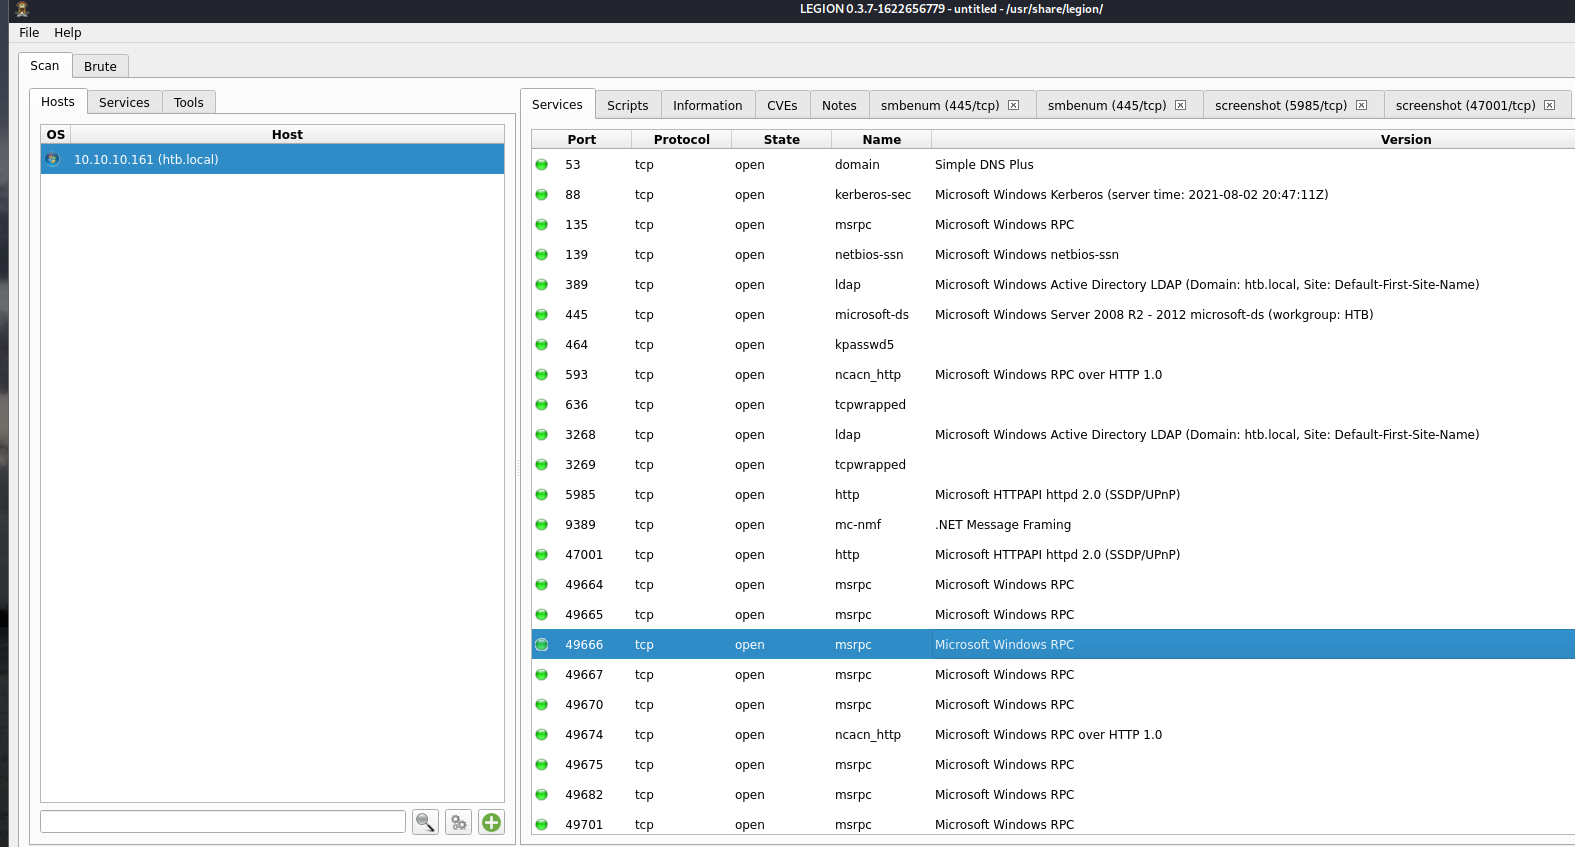 LEGION 0.3.7-1622656779 - untitled - /usr/share/legion/
File Help
Scan Brute
Hosts Services Tools
OS Host
10.10.10.161 (htb.local)
Services Scripts Information CVEs Notes smbenum (445/tcp) smbenum (445/tcp) screenshot (5985/tcp) screenshot (47001/tcp)
Port Protocol State Name Version
53 tcp open domain Simple DNS Plus
88 tcp open kerberos-sec Microsoft Windows Kerberos (server time: 2021-08-02 20:47:11Z)
135 tcp open msrpc Microsoft Windows RPC
139 tcp open netbios-ssn Microsoft Windows netbios-ssn
389 tcp open ldap Microsoft Windows Active Directory LDAP (Domain: htb.local, Site: Default-First-Site-Name)
445 tcp open microsoft-ds Microsoft Windows Server 2008 R2 - 2012 microsoft-ds (workgroup: HTB)
464 tcp open kpasswd5
593 tcp open ncacn_http Microsoft Windows RPC over HTTP 1.0
636 tcp open tcpwrapped
3268 tcp open ldap Microsoft Windows Active Directory LDAP (Domain: htb.local, Site: Default-First-Site-Name)
3269 tcp open tcpwrapped
5985 tcp open http Microsoft HTTPAPI httpd 2.0 (SSDP/UPnP)
9389 tcp open mc-nmf .NET Message Framing
47001 tcp open http Microsoft HTTPAPI httpd 2.0 (SSDP/UPnP)
49664 tcp open msrpc Microsoft Windows RPC
49665 tcp open msrpc Microsoft Windows RPC
49666 tcp open msrpc Microsoft Windows RPC
49667 tcp open msrpc Microsoft Windows RPC
49670 tcp open msrpc Microsoft Windows RPC
49674 tcp open ncacn_http Microsoft Windows RPC over HTTP 1.0
49675 tcp open msrpc Microsoft Windows RPC
49682 tcp open msrpc Microsoft Windows RPC
49701 tcp open msrpc Microsoft Windows RPC